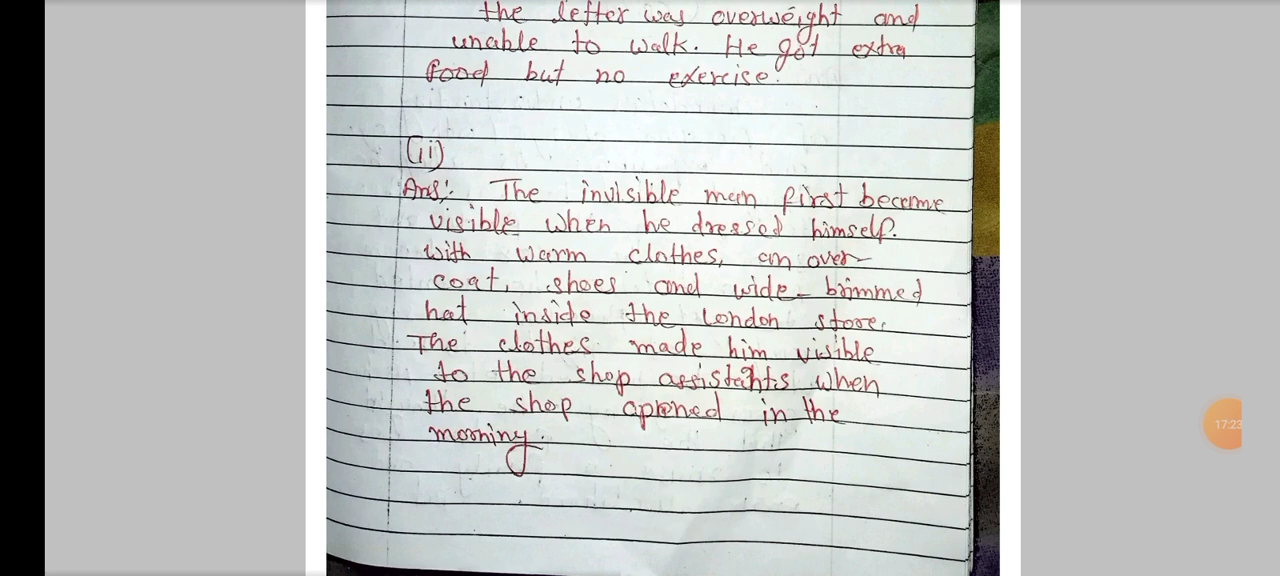 the letter was overweight and
unable to walk. He got extra
food but no exercise.
(ii)
Ans:. The invisible man first became
visible when he dressed himself.
with warm clothes, an over-
coat, shoes and wide-brimmed
hat inside the London store.
The clothes made him visible
to the shop assistants when
the shop opened in the
morning.
17:23